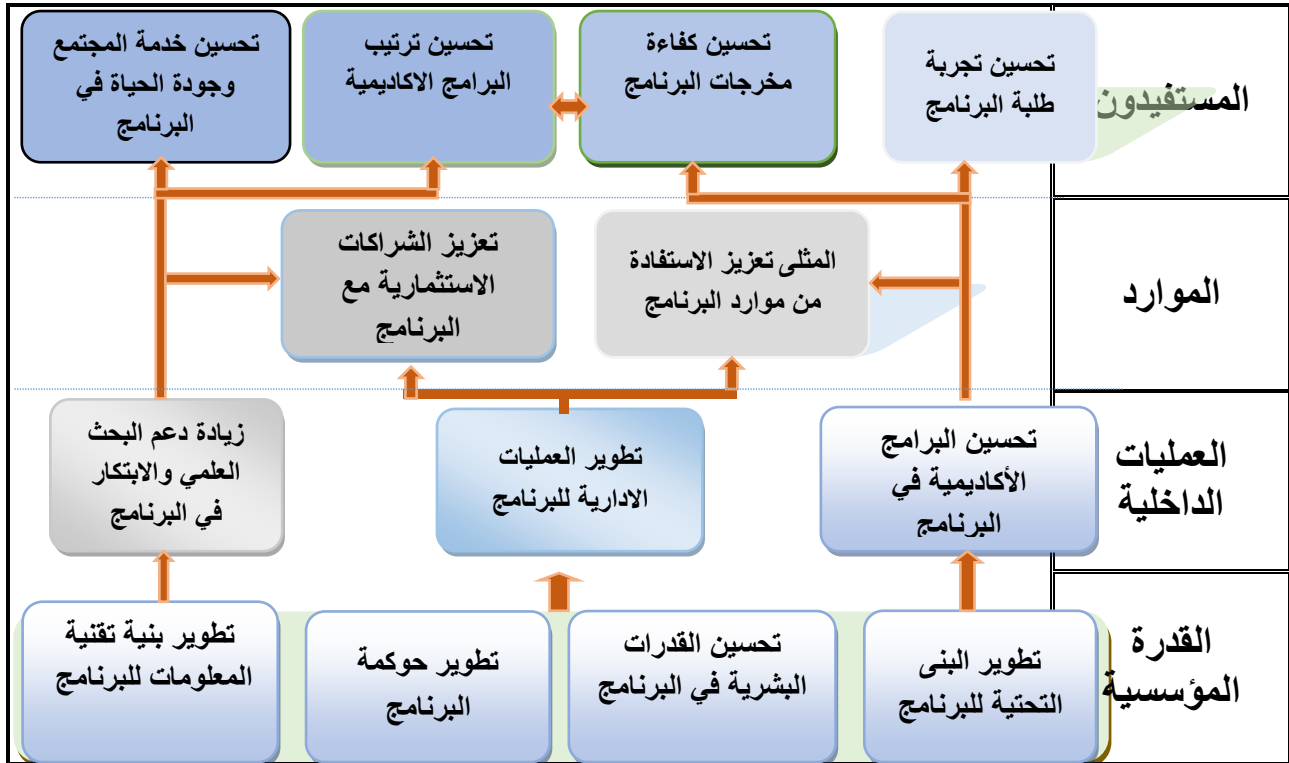 المستفيدون
تحسين تجربة
طلبة البرنامج
تحسين كفاءة
مخرجات البرنامج
تحسين ترتيب
البرامج الاكاديمية
تحسين خدمة المجتمع
وجودة الحياة في
البرنامج
الموارد
المثلى تعزيز الاستفادة
من موارد البرنامج
تعزيز الشراكات
الاستثمارية مع
البرنامج
العمليات
الداخلية
تحسين البرامج
الأكاديمية في
البرنامج
تطوير العمليات
الادارية للبرنامج
زيادة دعم البحث
العلمي والابتكار
في البرنامج
القدرة
المؤسسية
تطوير البنى
التحتية للبرنامج
تحسين القدرات
البشرية في البرنامج
تطوير حوكمة
البرنامج
تطوير بنية تقنية
المعلومات للبرنامج